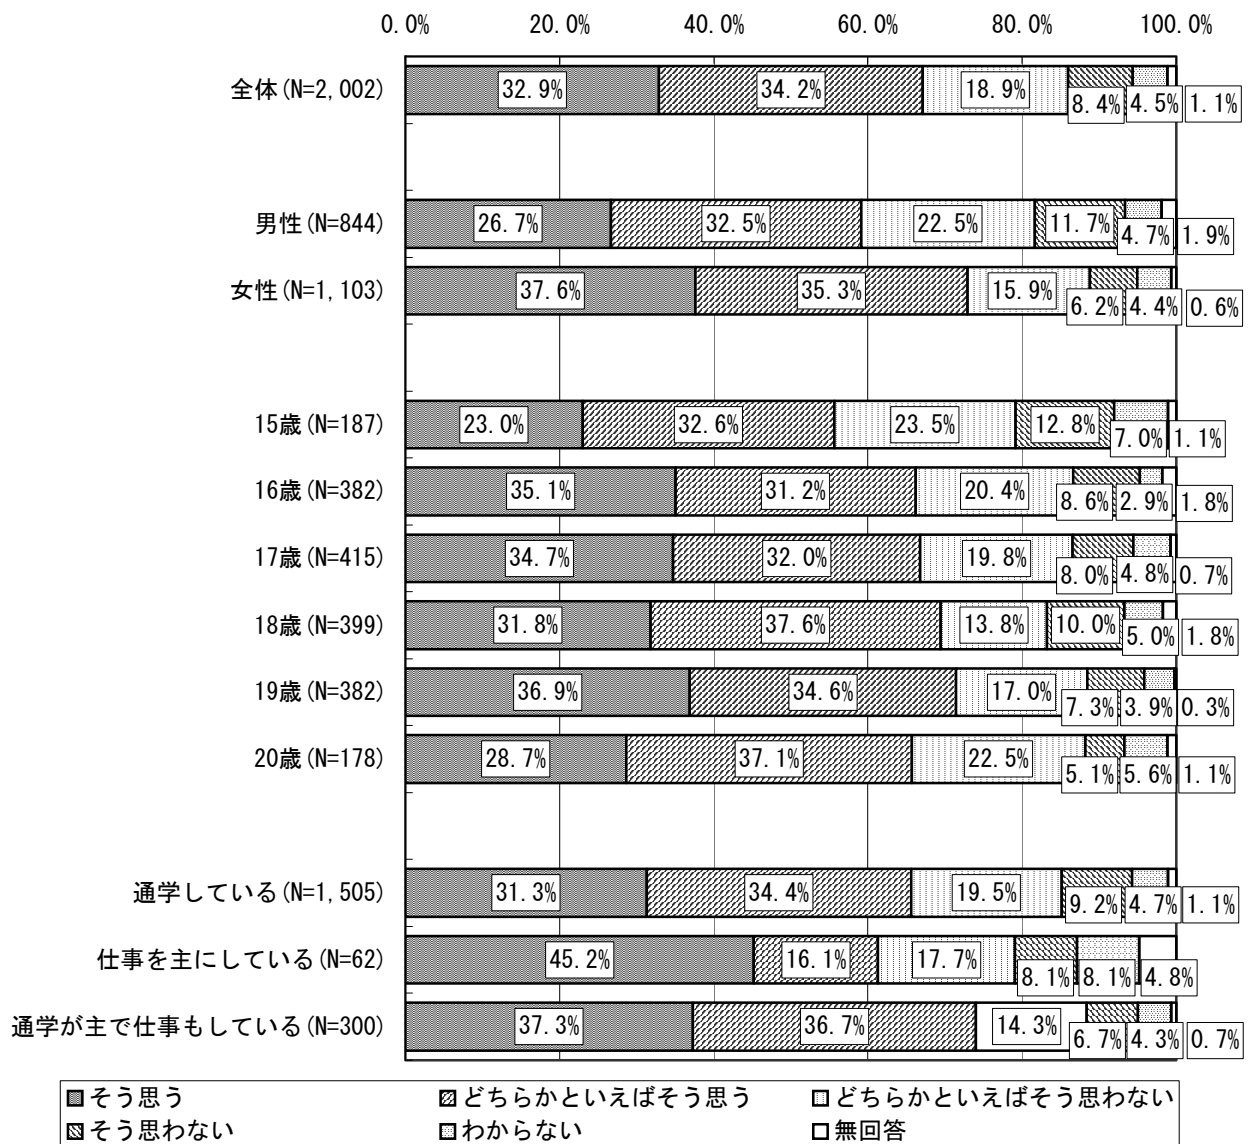 0.0% 20.0% 40.0% 60.0% 80.0% 100.0%
全体(N=2,002) 32.9% 34.2% 18.9% 8.4% 4.5% 1.1%
男性(N=844) 26.7% 32.5% 22.5% 11.7% 4.7% 1.9%
女性(N=1,103) 37.6% 35.3% 15.9% 6.2% 4.4% 0.6%
15歳(N=187) 23.0% 32.6% 23.5% 12.8% 7.0% 1.1%
16歳(N=382) 35.1% 31.2% 20.4% 8.6% 2.9% 1.8%
17歳(N=415) 34.7% 32.0% 19.8% 8.0% 4.8% 0.7%
18歳(N=399) 31.8% 37.6% 13.8% 10.0% 5.0% 1.8%
19歳(N=382) 36.9% 34.6% 17.0% 7.3% 3.9% 0.3%
20歳(N=178) 28.7% 37.1% 22.5% 5.1% 5.6% 1.1%
通学している(N=1,505) 31.3% 34.4% 19.5% 9.2% 4.7% 1.1%
仕事を主にしている(N=62) 45.2% 16.1% 17.7% 8.1% 8.1% 4.8%
通学が主で仕事もしている(N=300) 37.3% 36.7% 14.3% 6.7% 4.3% 0.7%
そう思う どちらかといえばそう思う どちらかといえばそう思わない
そう思わない わからない 無回答